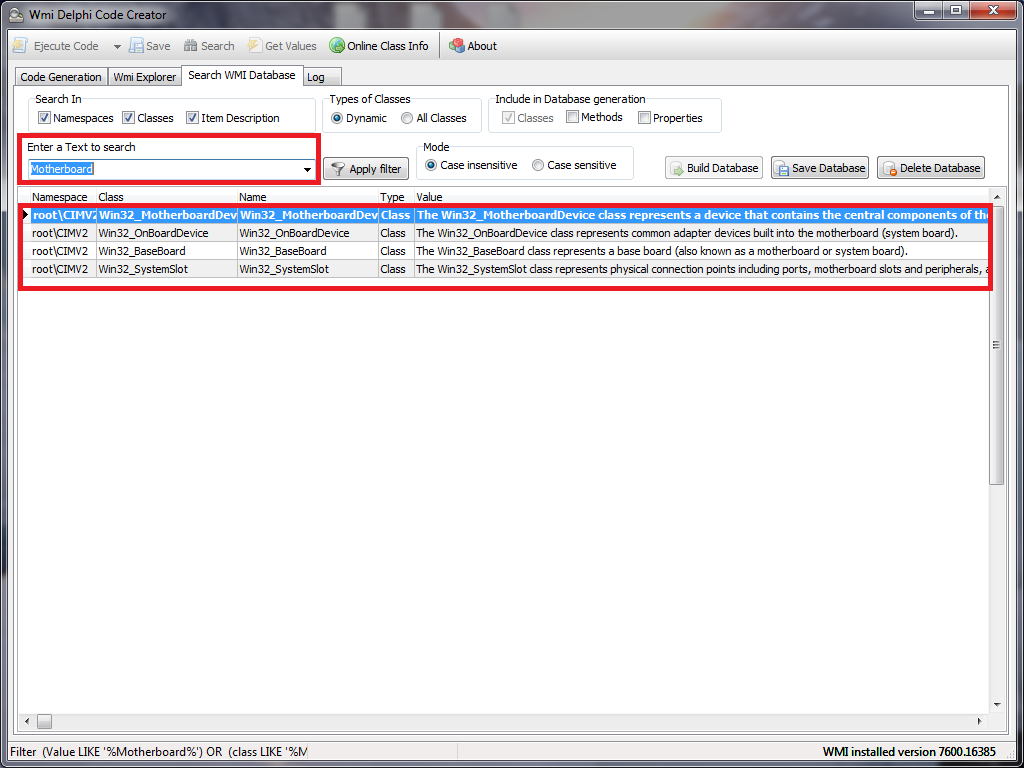 Wmi Delphi Code Creator
Ejecute Code Save Search Get Values Online Class Info About
Code Generation Wmi Explorer Search WMI Database Log
Search In Types of Classes Include in Database generation
Namespaces Classes Item Description Dynamic All Classes Classes Methods Properties
Enter a Text to search Mode
Motherboard Apply filter Case insensitive Case sensitive Build Database Save Database Delete Database
Namespace Class Name Type Value
root\CIMV2 Win32_MotherboardDev Win32_MotherboardDev Class The Win32_MotherboardDevice class represents a device that contains the central components of the
root\CIMV2 Win32_OnBoardDevice Win32_OnBoardDevice Class The Win32_OnBoardDevice class represents common adapter devices built into the motherboard (system board).
root\CIMV2 Win32_BaseBoard Win32_BaseBoard Class The Win32_BaseBoard class represents a base board (also known as a motherboard or system board).
root\CIMV2 Win32_SystemSlot Win32_SystemSlot Class The Win32_SystemSlot class represents physical connection points including ports, motherboard slots and peripherals, a
Filter (Value LIKE '%Motherboard%') OR (class LIKE '%M WMI installed version 7600.16385